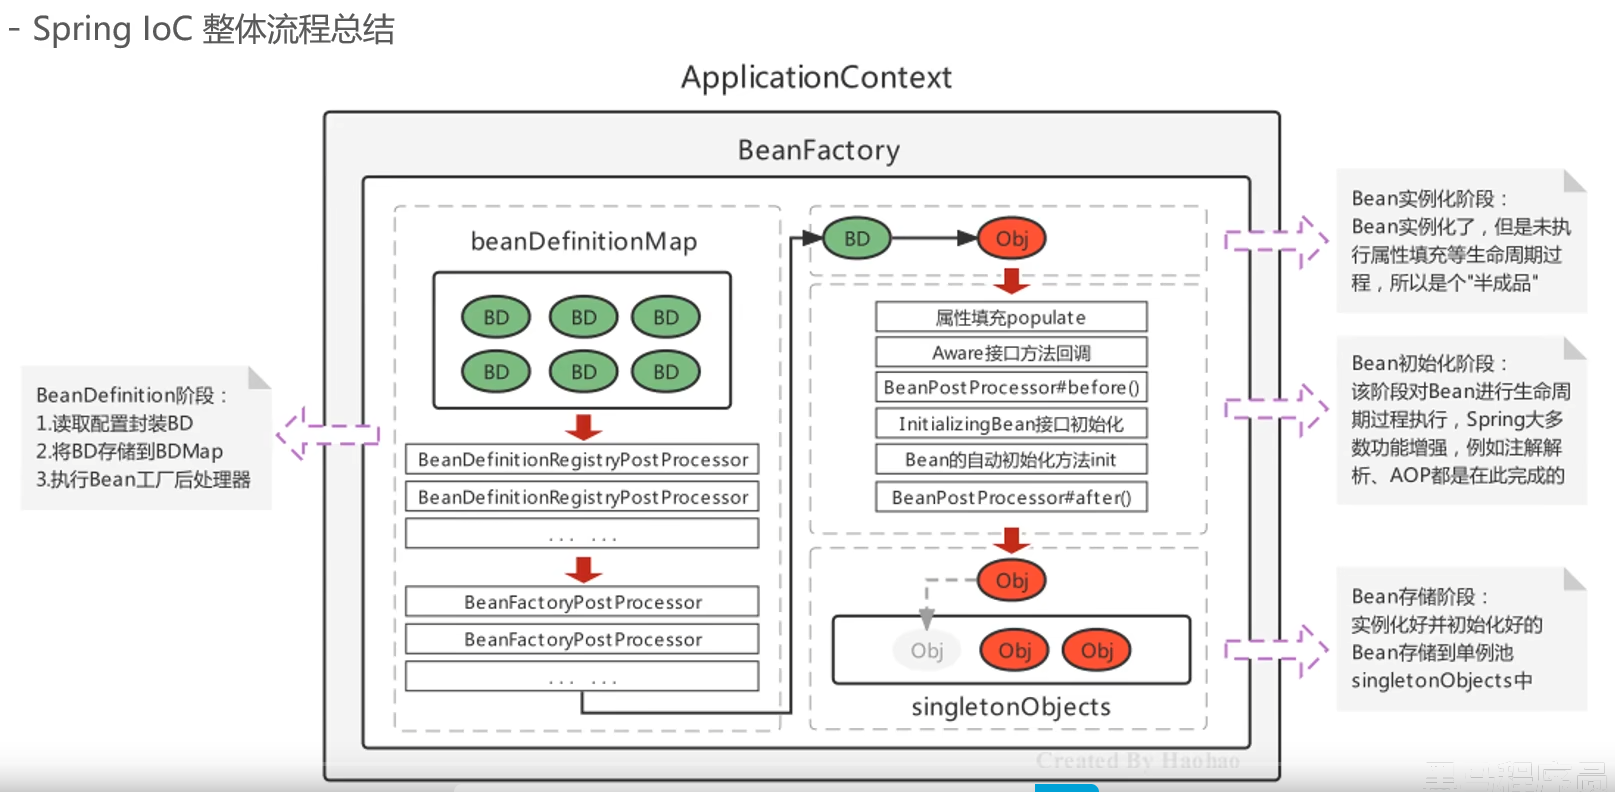 - Spring IoC 整体流程总结
ApplicationContext
BeanFactory
beanDefinitionMap
BD BD BD
BD BD BD
BeanDefinitionRegistryPostProcessor
BeanDefinitionRegistryPostProcessor
... ...
BeanFactoryPostProcessor
BeanFactoryPostProcessor
... ...
BD Obj
属性填充populate
Aware接口方法回调
BeanPostProcessor#before()
InitializingBean接口初始化
Bean的自动初始化方法init
BeanPostProcessor#after()
Obj
Obj Obj Obj
singletonObjects
BeanDefinition阶段：
1.读取配置封装BD
2.将BD存储到BDMap
3.执行Bean工厂后处理器
Bean实例化阶段：
Bean实例化了，但是未执
行属性填充等生命周期过
程，所以是个"半成品"
Bean初始化阶段：
该阶段对Bean进行生命周
期过程执行，Spring大多
数功能增强，例如注解解
析、AOP都是在此完成的
Bean存储阶段：
实例化好并初始化好的
Bean存储到单例池
singletonObjects中
Created By Haohao